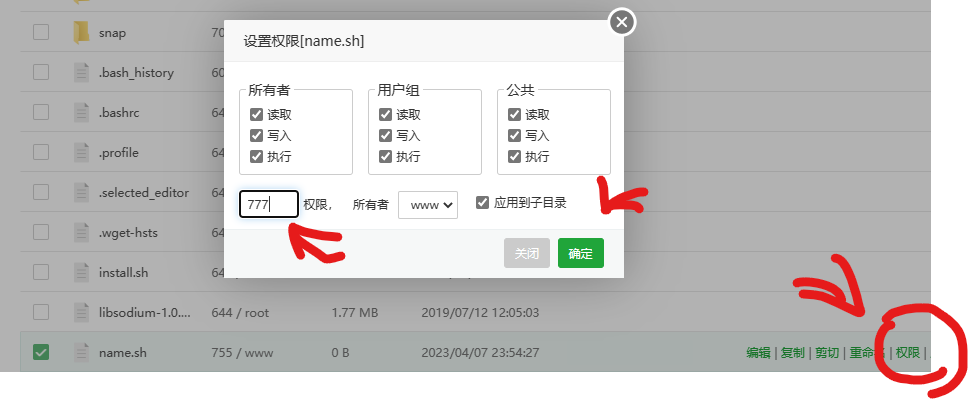 snap 70
设置权限[name.sh]
.bash_history 60
所有者 用户组 公共
读取 读取 读取
.bashrc 64
写入 写入 写入
.profile 64
执行 执行 执行
.selected_editor 64
777 权限， 所有者 www 应用到子目录
.wget-hsts 64
关闭 确定
install.sh 64
libsodium-1.0.... 644 / root 1.77 MB 2019/07/12 12:05:03
name.sh 755 / www 0 B 2023/04/07 23:54:27 编辑 | 复制 | 剪切 | 重命名 | 权限 |